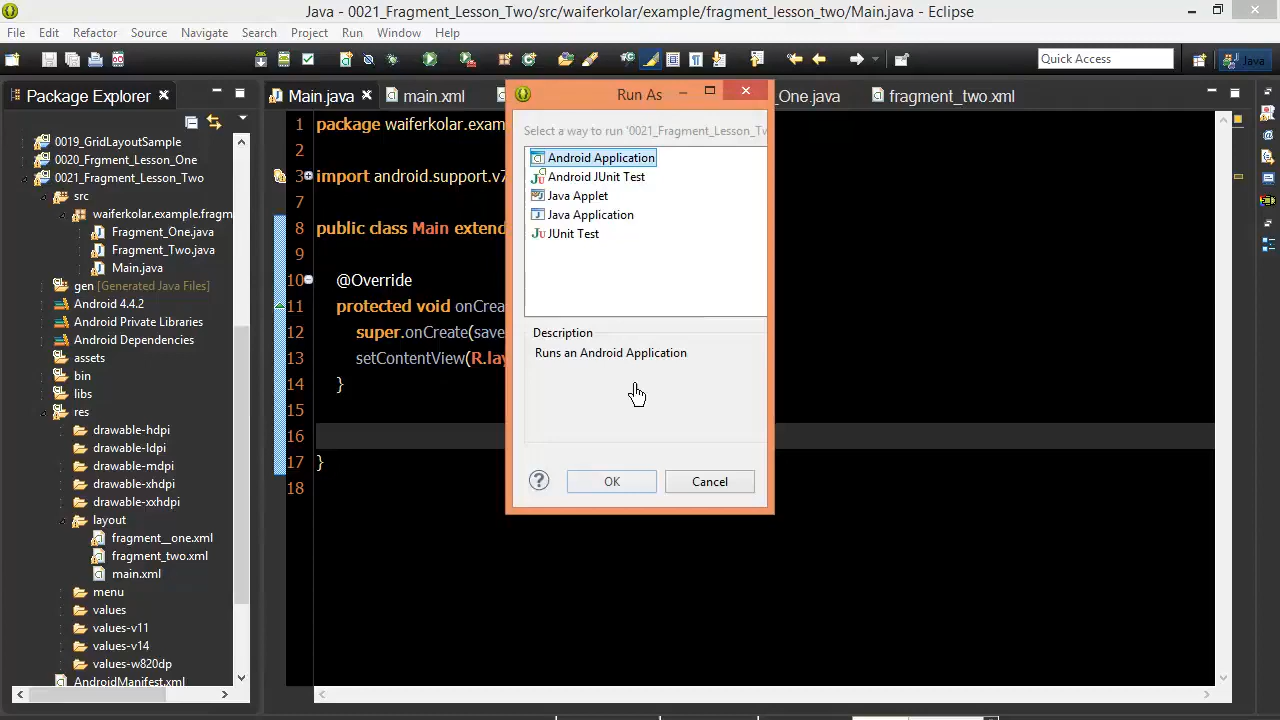 Java - 0021_Fragment_Lesson_Two/src/waiferkolar/example/fragment_lesson_two/Main.java - Eclipse
File Edit Refactor Source Navigate Search Project Run Window Help
Quick Access
Java
Package Explorer
Main.java
main.xml
_One.java
fragment_two.xml
0019_GridLayoutSample
0020_Frgment_Lesson_One
0021_Fragment_Lesson_Two
src
waiferkolar.example.fragm
Fragment_One.java
Fragment_Two.java
Main.java
gen [Generated Java Files]
Android 4.4.2
Android Private Libraries
Android Dependencies
assets
bin
libs
res
drawable-hdpi
drawable-ldpi
drawable-mdpi
drawable-xhdpi
drawable-xxhdpi
layout
fragment__one.xml
fragment_two.xml
main.xml
menu
values
values-v11
values-v14
values-w820dp
AndroidManifest.xml
1 package waiferkolar.exam
2
3 import android.support.v7
7
8 public class Main extend
9
10 @Override
11 protected void onCrea
12 super.onCreate(save
13 setContentView(R.lay
14 }
15
16
17 }
18
Run As
Select a way to run '0021_Fragment_Lesson_Tw
Android Application
Android JUnit Test
Java Applet
Java Application
JUnit Test
Description
Runs an Android Application
OK
Cancel